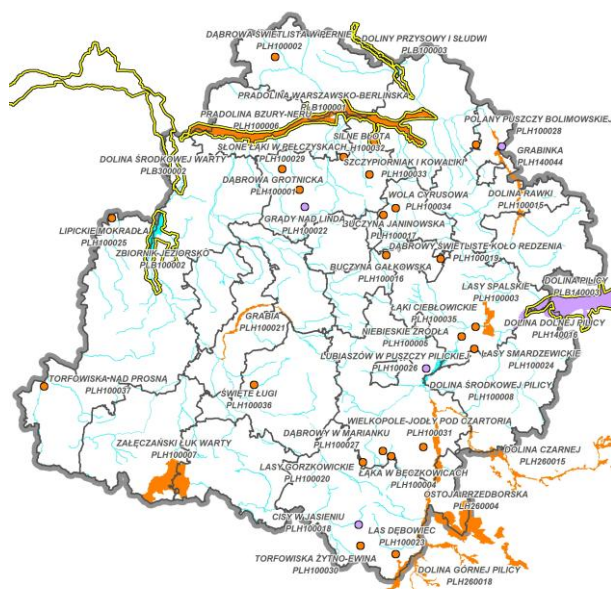 DĄBROWA ŚWIETLISTA W PERNIE
PLH100002
DOLINY PRZYSOWY I SŁUDWI
PLB100003
PRADOLINA WARSZAWSKO-BERLIŃSKA
PLB100001
PRADOLINA BZURY-NERU
PLH100006
SILNE BŁOTA
H100032
POLANY PUSZCZY BOLIMOWSKIEJ
PLH100028
GRABINKA
PLH140044
SŁONE ŁĄKI W PEŁCZYSKACH
PLH100029
SZCZYPIORNIAK I KOWALIKI
PLH100033
DOLINA ŚRODKOWEJ WARTY
PLB300002
DĄBROWA GROTNICKA
PLH100001
WOLA CYRUSOWA
PLH100034
DOLINA RAWKI
PLH100015
GRĄDY NAD LINDĄ
PLH100022
BUCZYNA JANINOWSKA
PLH100017
LIPICKIE MOKRADŁA
PLH100025
ZBIORNIK JEZIORSKO
PLB100002
DĄBROWY ŚWIETLISTE KOŁO REDZENIA
PLH100019
BUCZYNA GAŁKOWSKA
PLH100016
LASY SPALSKIE
PLH100003
DOLINA PILICY
PLB140003
ŁĄKI CIEBŁOWICKIE
PLH100035
GRABIA
PLH100021
NIEBIESKIE ŹRÓDŁA
PLH100005
DOLINA DOLNEJ PILICY
PLH140016
LUBIASZÓW W PUSZCZY PILICKIEJ
PLH100026
LASY SMARDZEWICKIE
PLH100024
TORFOWISKA NAD PROSNĄ
PLH100037
ŚWIĘTE ŁUGI
PLH100036
DOLINA ŚRODKOWEJ PILICY
PLH100008
WIELKOPOLE-JODŁY POD CZARTORIĄ
PLH100031
DĄBROWY W MARIANKU
PLH100027
ZAŁĘCZAŃSKI ŁUK WARTY
PLH100007
DOLINA CZARNEJ
PLH260015
LASY GORZKOWICKIE
PLH100020
ŁĄKA W BĘCZKOWICACH
PLH100004
OSTOJA PRZEDBORSKA
PLH260004
CISY W JASIENIU
PLH100018
LAS DĘBOWIEC
PLH100023
TORFOWISKA ŻYTNO-EWINA
PLH100030
DOLINA GÓRNEJ PILICY
PLH260018